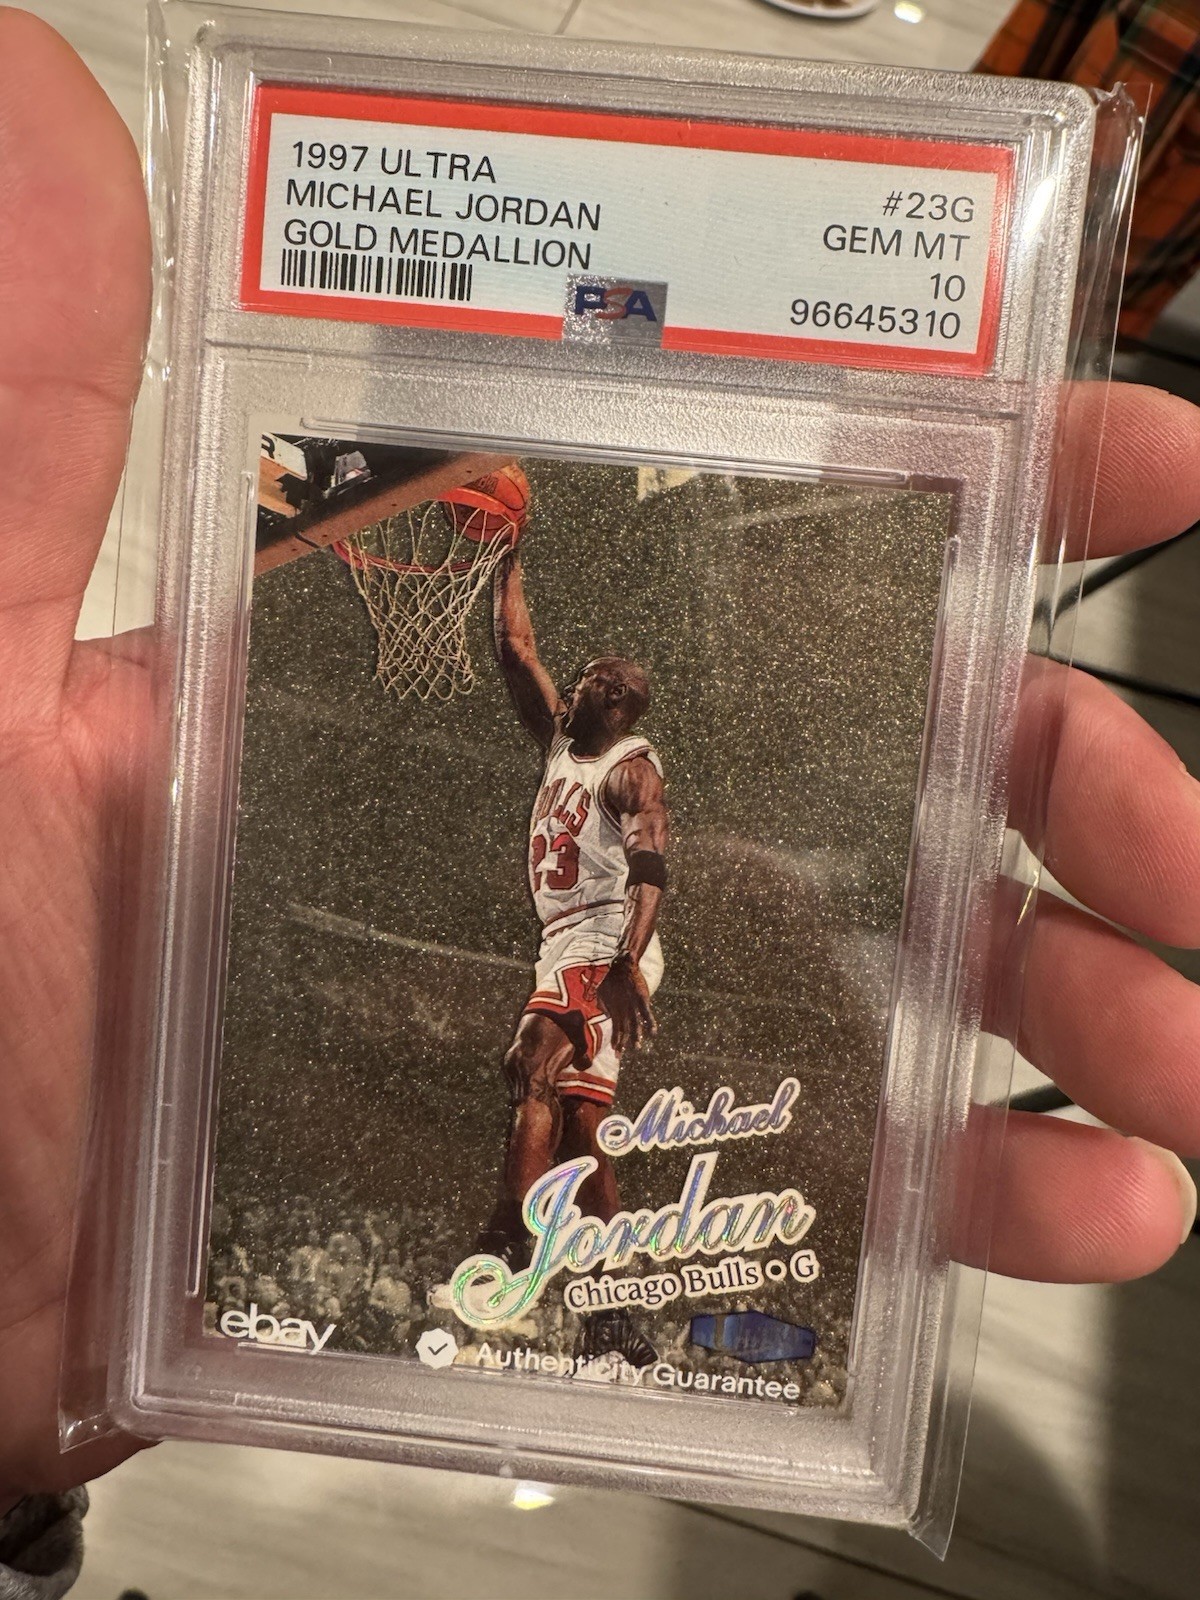 1997 ULTRA
MICHAEL JORDAN
GOLD MEDALLION
#23G
GEM MT
10
96645310
PSA
R
BULLS
23
Michael
Jordan
Chicago Bulls G
ebay
Authenticity Guarantee